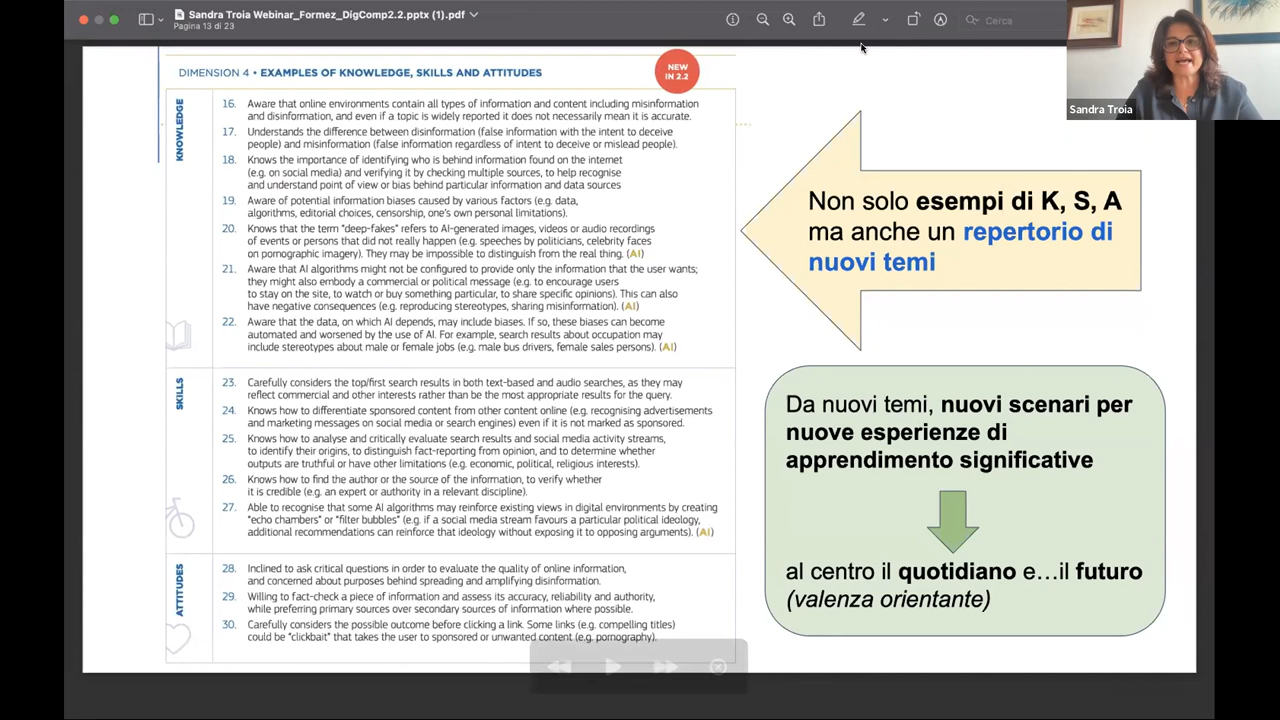 Sandra Troia Webinar_Formez_DigComp2.2.pptx (1).pdf
Pagina 13 di 23
Cerca
Sandra Troia
DIMENSION 4 • EXAMPLES OF KNOWLEDGE, SKILLS AND ATTITUDES
NEW
IN 2.2
KNOWLEDGE
16. Aware that online environments contain all types of information and content including misinformation
and disinformation, and even if a topic is widely reported it does not necessarily mean it is accurate.
17. Understands the difference between disinformation (false information with the intent to deceive
people) and misinformation (false information regardless of intent to deceive or mislead people).
18. Knows the importance of identifying who is behind information found on the internet
(e.g. on social media) and verifying it by checking multiple sources, to help recognise
and understand point of view or bias behind particular information and data sources
19. Aware of potential information biases caused by various factors (e.g. data,
algorithms, editorial choices, censorship, one's own personal limitations).
20. Knows that the term "deep-fakes" refers to AI-generated images, videos or audio recordings
of events or persons that did not really happen (e.g. speeches by politicians, celebrity faces
on pornographic imagery). They may be impossible to distinguish from the real thing. (AI)
21. Aware that AI algorithms might not be configured to provide only the information that the user wants;
they might also embody a commercial or political message (e.g. to encourage users
to stay on the site, to watch or buy something particular, to share specific opinions). This can also
have negative consequences (e.g. reproducing stereotypes, sharing misinformation). (AI)
22. Aware that the data, on which AI depends, may include biases. If so, these biases can become
automated and worsened by the use of AI. For example, search results about occupation may
include stereotypes about male or female jobs (e.g. male bus drivers, female sales persons). (AI)
SKILLS
23. Carefully considers the top/first search results in both text-based and audio searches, as they may
reflect commercial and other interests rather than be the most appropriate results for the query.
24. Knows how to differentiate sponsored content from other content online (e.g. recognising advertisements
and marketing messages on social media or search engines) even if it is not marked as sponsored.
25. Knows how to analyse and critically evaluate search results and social media activity streams,
to identify their origins, to distinguish fact-reporting from opinion, and to determine whether
outputs are truthful or have other limitations (e.g. economic, political, religious interests).
26. Knows how to find the author or the source of the information, to verify whether
it is credible (e.g. an expert or authority in a relevant discipline).
27. Able to recognise that some AI algorithms may reinforce existing views in digital environments by creating
"echo chambers" or "filter bubbles" (e.g. if a social media stream favours a particular political ideology,
additional recommendations can reinforce that ideology without exposing it to opposing arguments). (AI)
ATTITUDES
28. Inclined to ask critical questions in order to evaluate the quality of online information,
and concerned about purposes behind spreading and amplifying disinformation.
29. Willing to fact-check a piece of information and assess its accuracy, reliability and authority,
while preferring primary sources over secondary sources of information where possible.
30. Carefully considers the possible outcome before clicking a link. Some links (e.g. compelling titles)
could be "clickbait" that takes the user to sponsored or unwanted content (e.g. pornography).
Non solo esempi di K, S, A
ma anche un repertorio di
nuovi temi
Da nuovi temi, nuovi scenari per
nuove esperienze di
apprendimento significative
al centro il quotidiano e…il futuro
(valenza orientante)